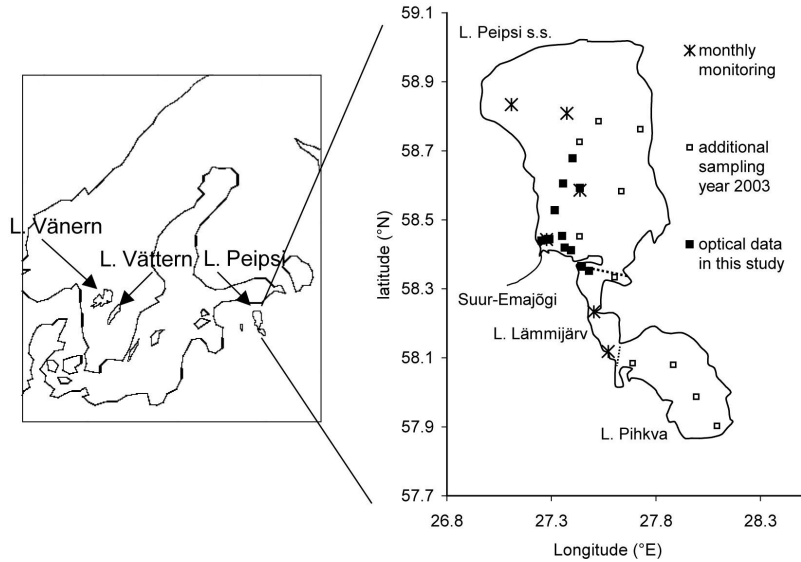 L. Vänern
L. Vättern
L. Peipsi
59.1
58.9
58.7
58.5
58.3
58.1
57.9
57.7
latitude (°N)
26.8
27.3
27.8
28.3
Longitude (°E)
L. Peipsi s.s.
Suur-Emajõgi
L. Lämmijärv
L. Pihkva
monthly
monitoring
additional
sampling
year 2003
optical data
in this study